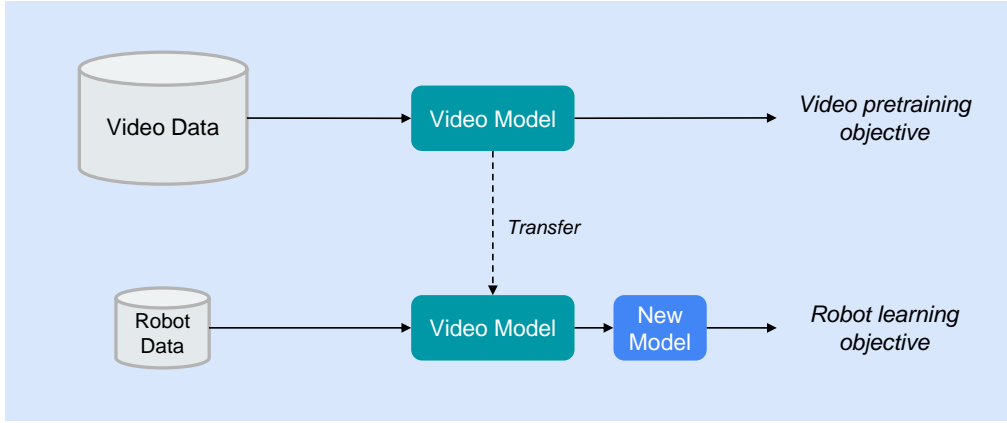 Video Data
Video Model
Video pretraining
objective
Transfer
Robot
Data
Video Model
New
Model
Robot learning
objective